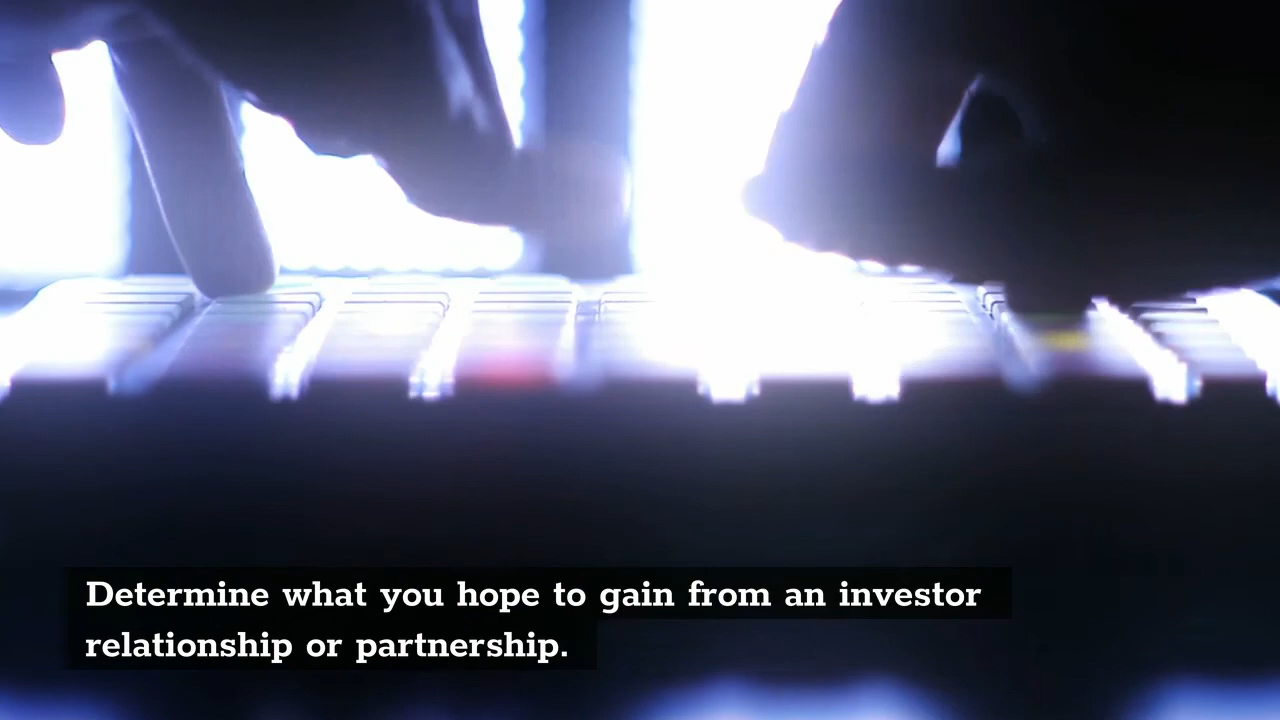 Determine what you hope to gain from an investor
relationship or partnership.